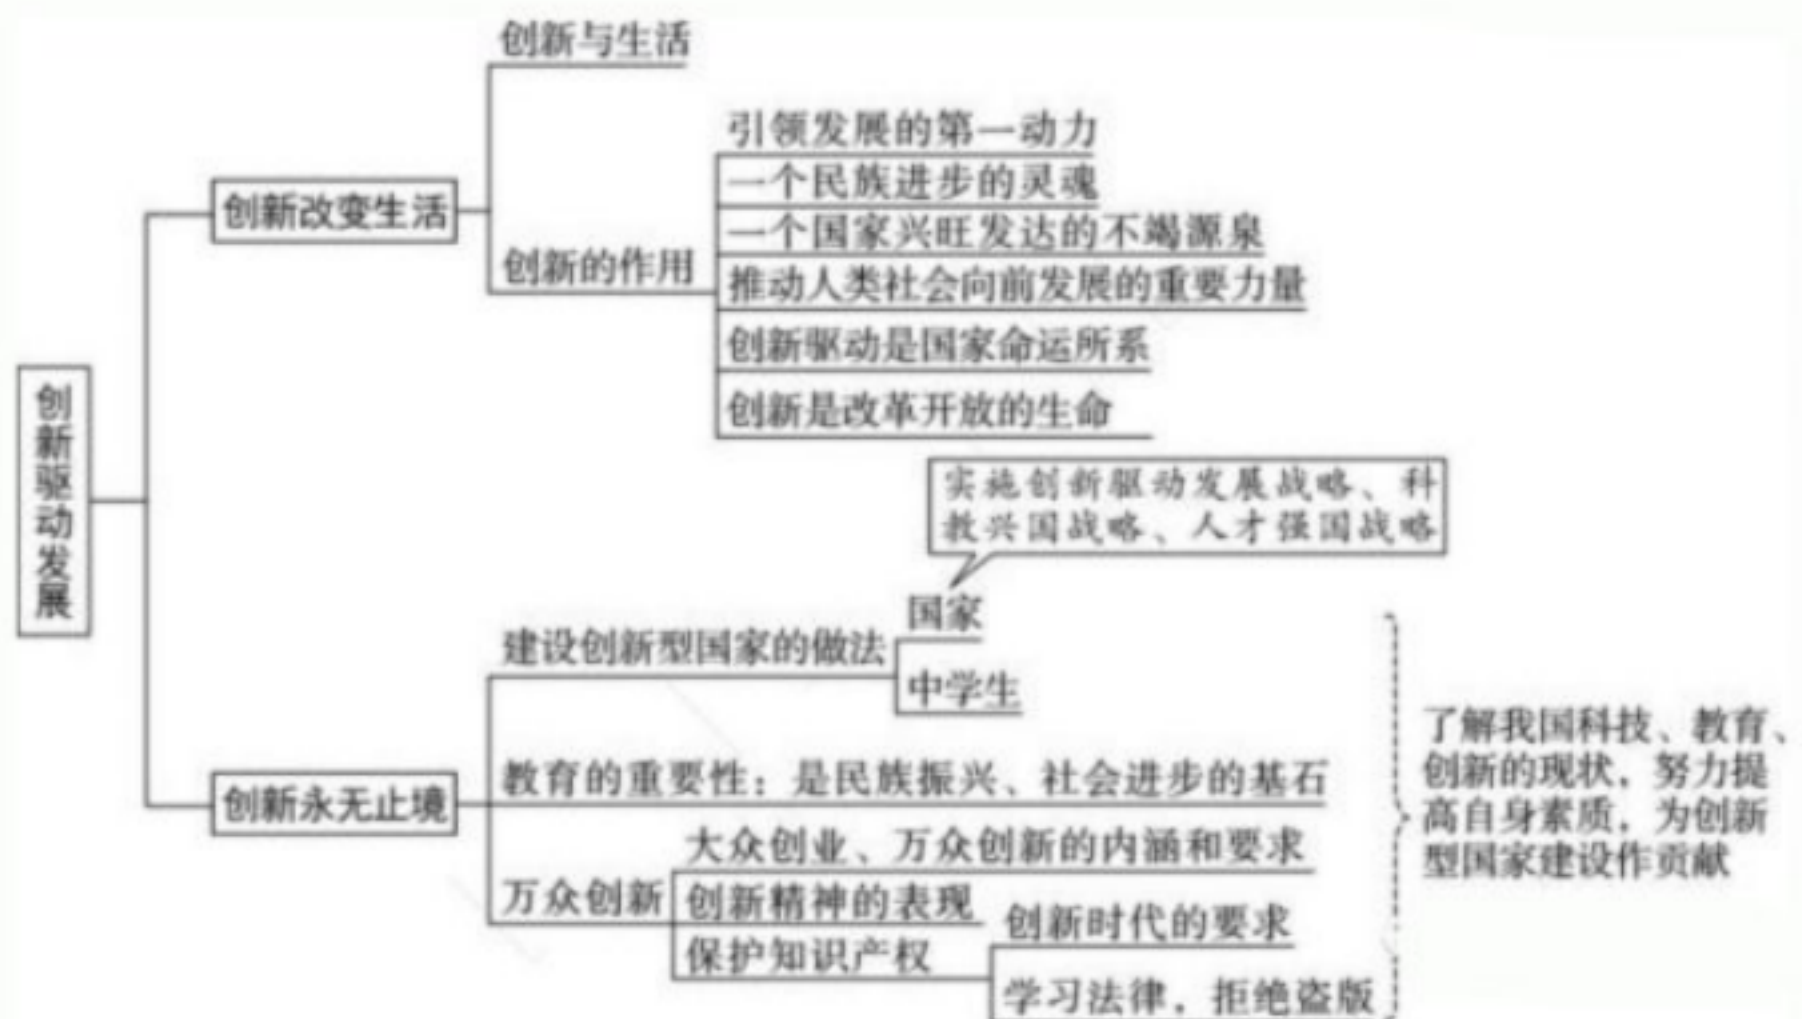 创新驱动发展
创新改变生活
创新与生活
创新的作用
引领发展的第一动力
一个民族进步的灵魂
一个国家兴旺发达的不竭源泉
推动人类社会向前发展的重要力量
创新驱动是国家命运所系
创新是改革开放的生命
创新永无止境
建设创新型国家的做法
国家
实施创新驱动发展战略、科
教兴国战略、人才强国战略
中学生
教育的重要性：是民族振兴、社会进步的基石
万众创新
大众创业、万众创新的内涵和要求
创新精神的表现
保护知识产权
创新时代的要求
学习法律，拒绝盗版
了解我国科技、教育、
创新的现状，努力提
高自身素质，为创新
型国家建设作贡献